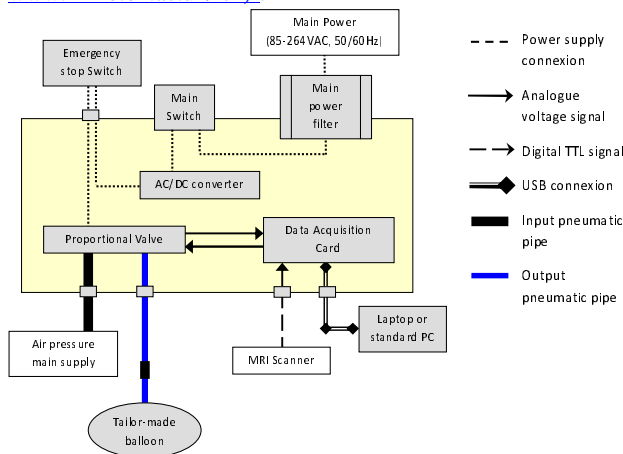 Main Power
(85-264 VAC, 50/60Hz)
Emergency
stop Switch
Main
Switch
Main
power
filter
AC/DC converter
Proportional Valve
Data Acquisition
Card
Air pressure
main supply
MRI Scanner
Laptop or
standard PC
Tailor-made
balloon
Power supply
connexion
Analogue
voltage signal
Digital TTL signal
USB connexion
Input pneumatic
pipe
Output
pneumatic pipe